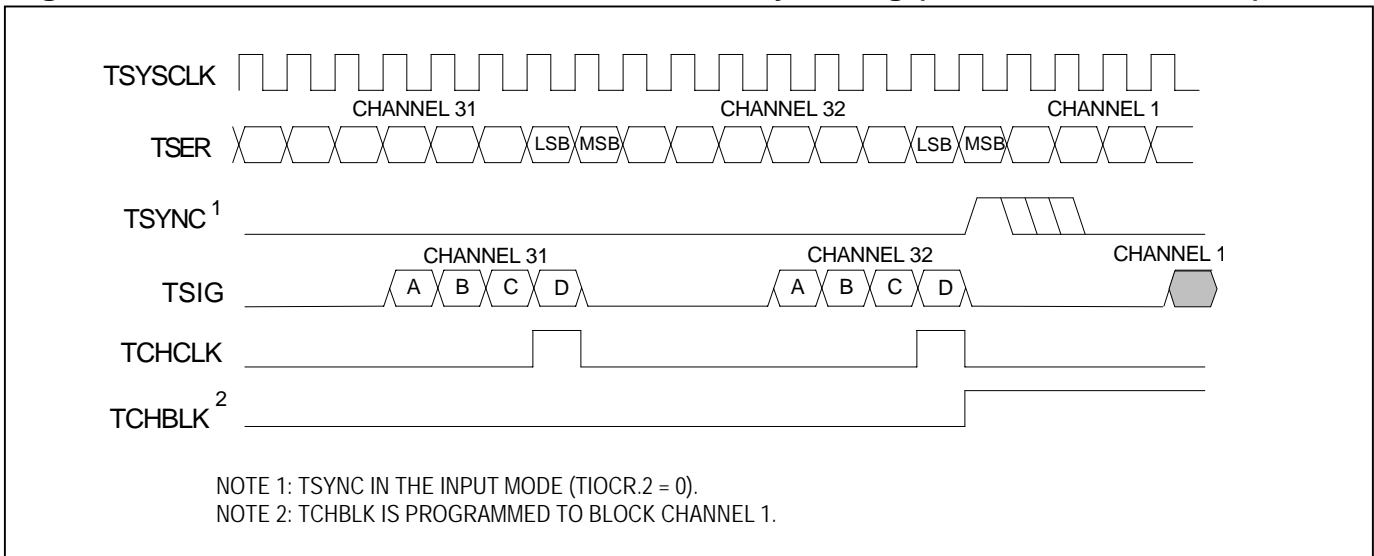 TSYSCLK
CHANNEL 31 CHANNEL 32 CHANNEL 1
TSER LSB MSB LSB MSB
TSYNC 1
CHANNEL 31 CHANNEL 32 CHANNEL 1
TSIG A B C D A B C D
TCHCLK
TCHBLK 2
NOTE 1: TSYNC IN THE INPUT MODE (TIOCR.2 = 0).
NOTE 2: TCHBLK IS PROGRAMMED TO BLOCK CHANNEL 1.